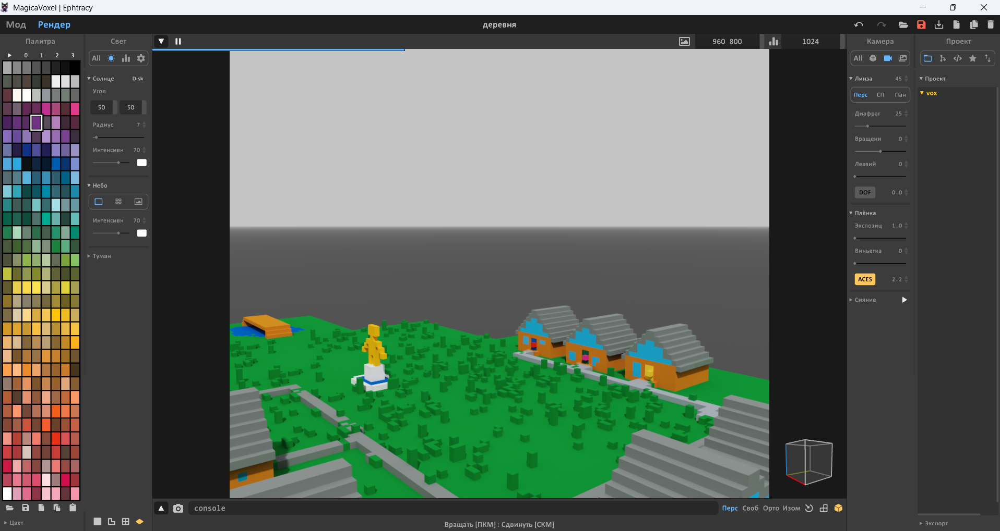 MagicaVoxel | Ephtracy
Мод Рендер
деревня
Палитра
0 1 2 3
Цвет
Свет
All
Солнце Disk
Угол
50 50
Радиус 7
Интенсивн 70
Небо
Интенсивн 70
Туман
960 800
1024
console
Перс Своб Орто Изом
Вращать [ПКМ] : Сдвинуть [СКМ]
Камера
All
Линза 45
Перс СП Пан
Диафраг 25
Вращени 0
Лезвий 0
DOF 0.0
Плёнка
Экспозиц 1.0
Виньетка 0
ACES 2.2
Сияние
Проект
Проект
vox
Экспорт